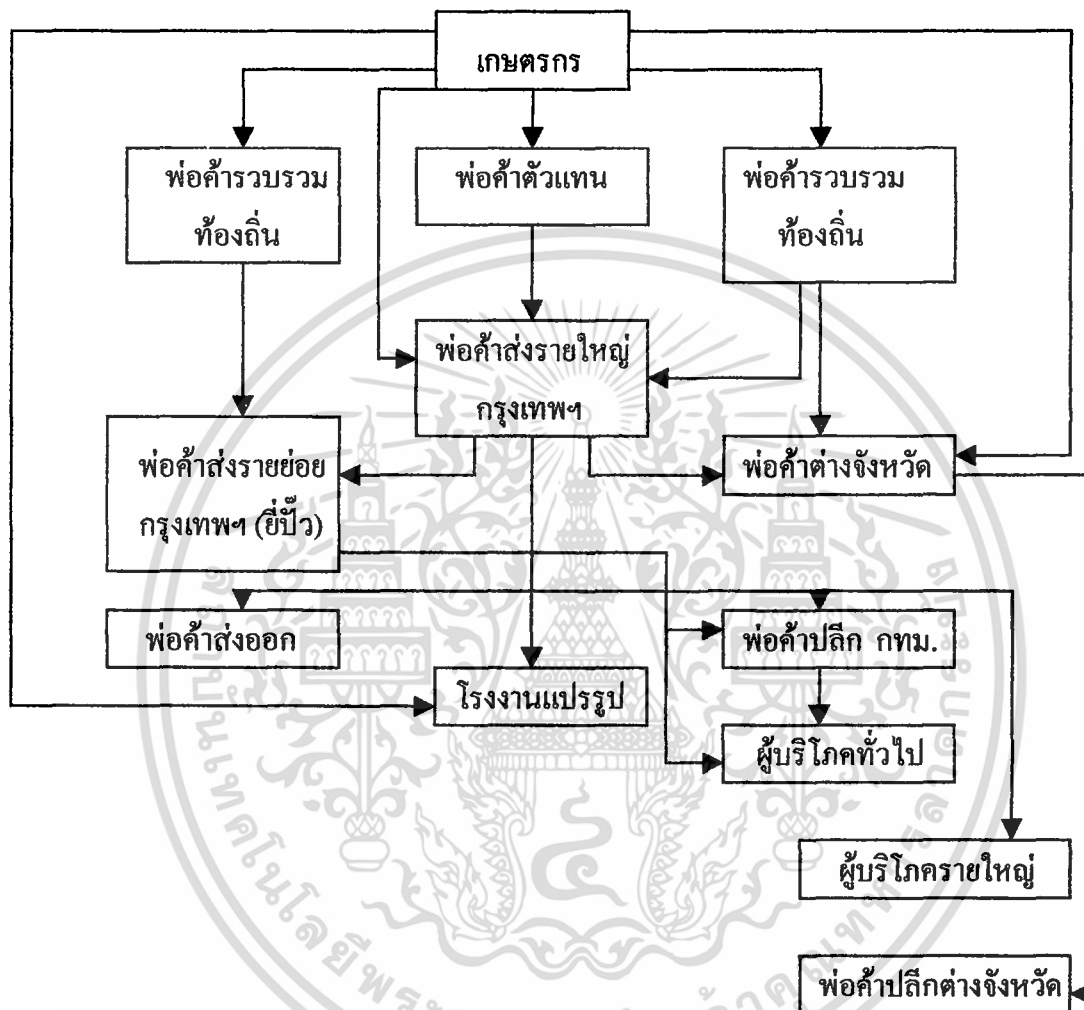 เกษตรกร
พ่อค้ารวบรวม
ท้องถิ่น
พ่อค้าตัวแทน
พ่อค้ารวบรวม
ท้องถิ่น
พ่อค้าส่งรายใหญ่
กรุงเทพฯ
พ่อค้าส่งรายย่อย
กรุงเทพฯ (ยี่ปั๊ว)
พ่อค้าต่างจังหวัด
พ่อค้าส่งออก
พ่อค้าปลีก กทม.
โรงงานแปรรูป
ผู้บริโภคทั่วไป
ผู้บริโภครายใหญ่
พ่อค้าปลีกต่างจังหวัด